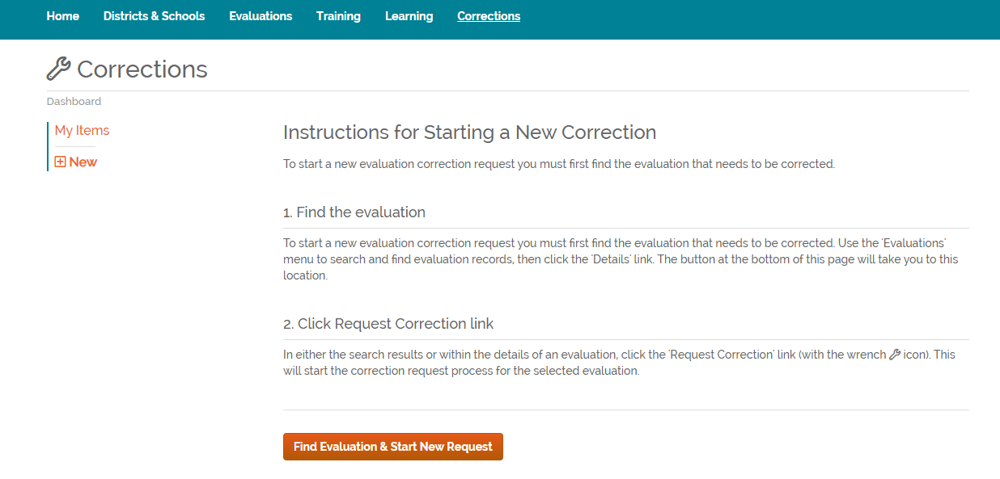 Home Districts & Schools Evaluations Training Learning Corrections
Corrections
Dashboard
My Items
New
Instructions for Starting a New Correction
To start a new evaluation correction request you must first find the evaluation that needs to be corrected.
1. Find the evaluation
To start a new evaluation correction request you must first find the evaluation that needs to be corrected. Use the 'Evaluations'
menu to search and find evaluation records, then click the 'Details' link. The button at the bottom of this page will take you to this
location.
2. Click Request Correction link
In either the search results or within the details of an evaluation, click the 'Request Correction' link (with the wrench icon). This
will start the correction request process for the selected evaluation.
Find Evaluation & Start New Request